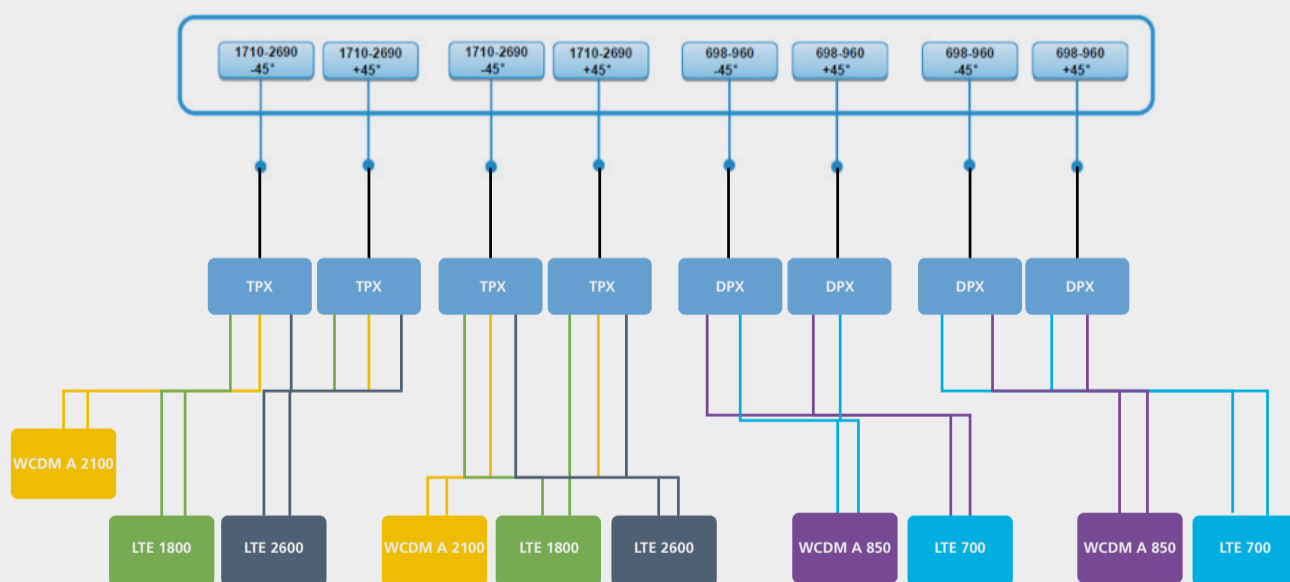 1710-2690
-45°
1710-2690
+45°
1710-2690
-45°
1710-2690
+45°
698-960
-45°
698-960
+45°
698-960
-45°
698-960
+45°
TPX
TPX
TPX
TPX
DPX
DPX
DPX
DPX
WCDM A 2100
LTE 1800
LTE 2600
WCDM A 2100
LTE 1800
LTE 2600
WCDM A 850
LTE 700
WCDM A 850
LTE 700